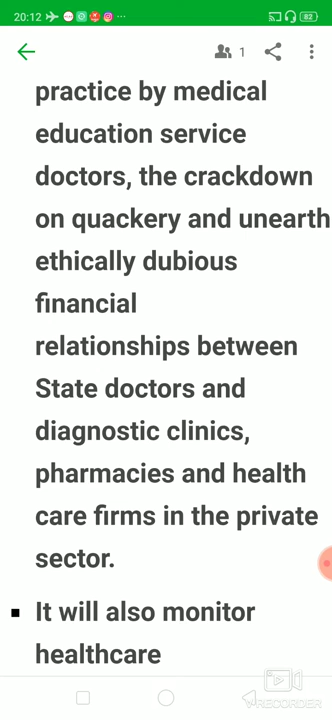 20:12
82
1
practice by medical
education service
doctors, the crackdown
on quackery and unearth
ethically dubious
financial
relationships between
State doctors and
diagnostic clinics,
pharmacies and health
care firms in the private
sector.
▪ It will also monitor
healthcare
RECORDER